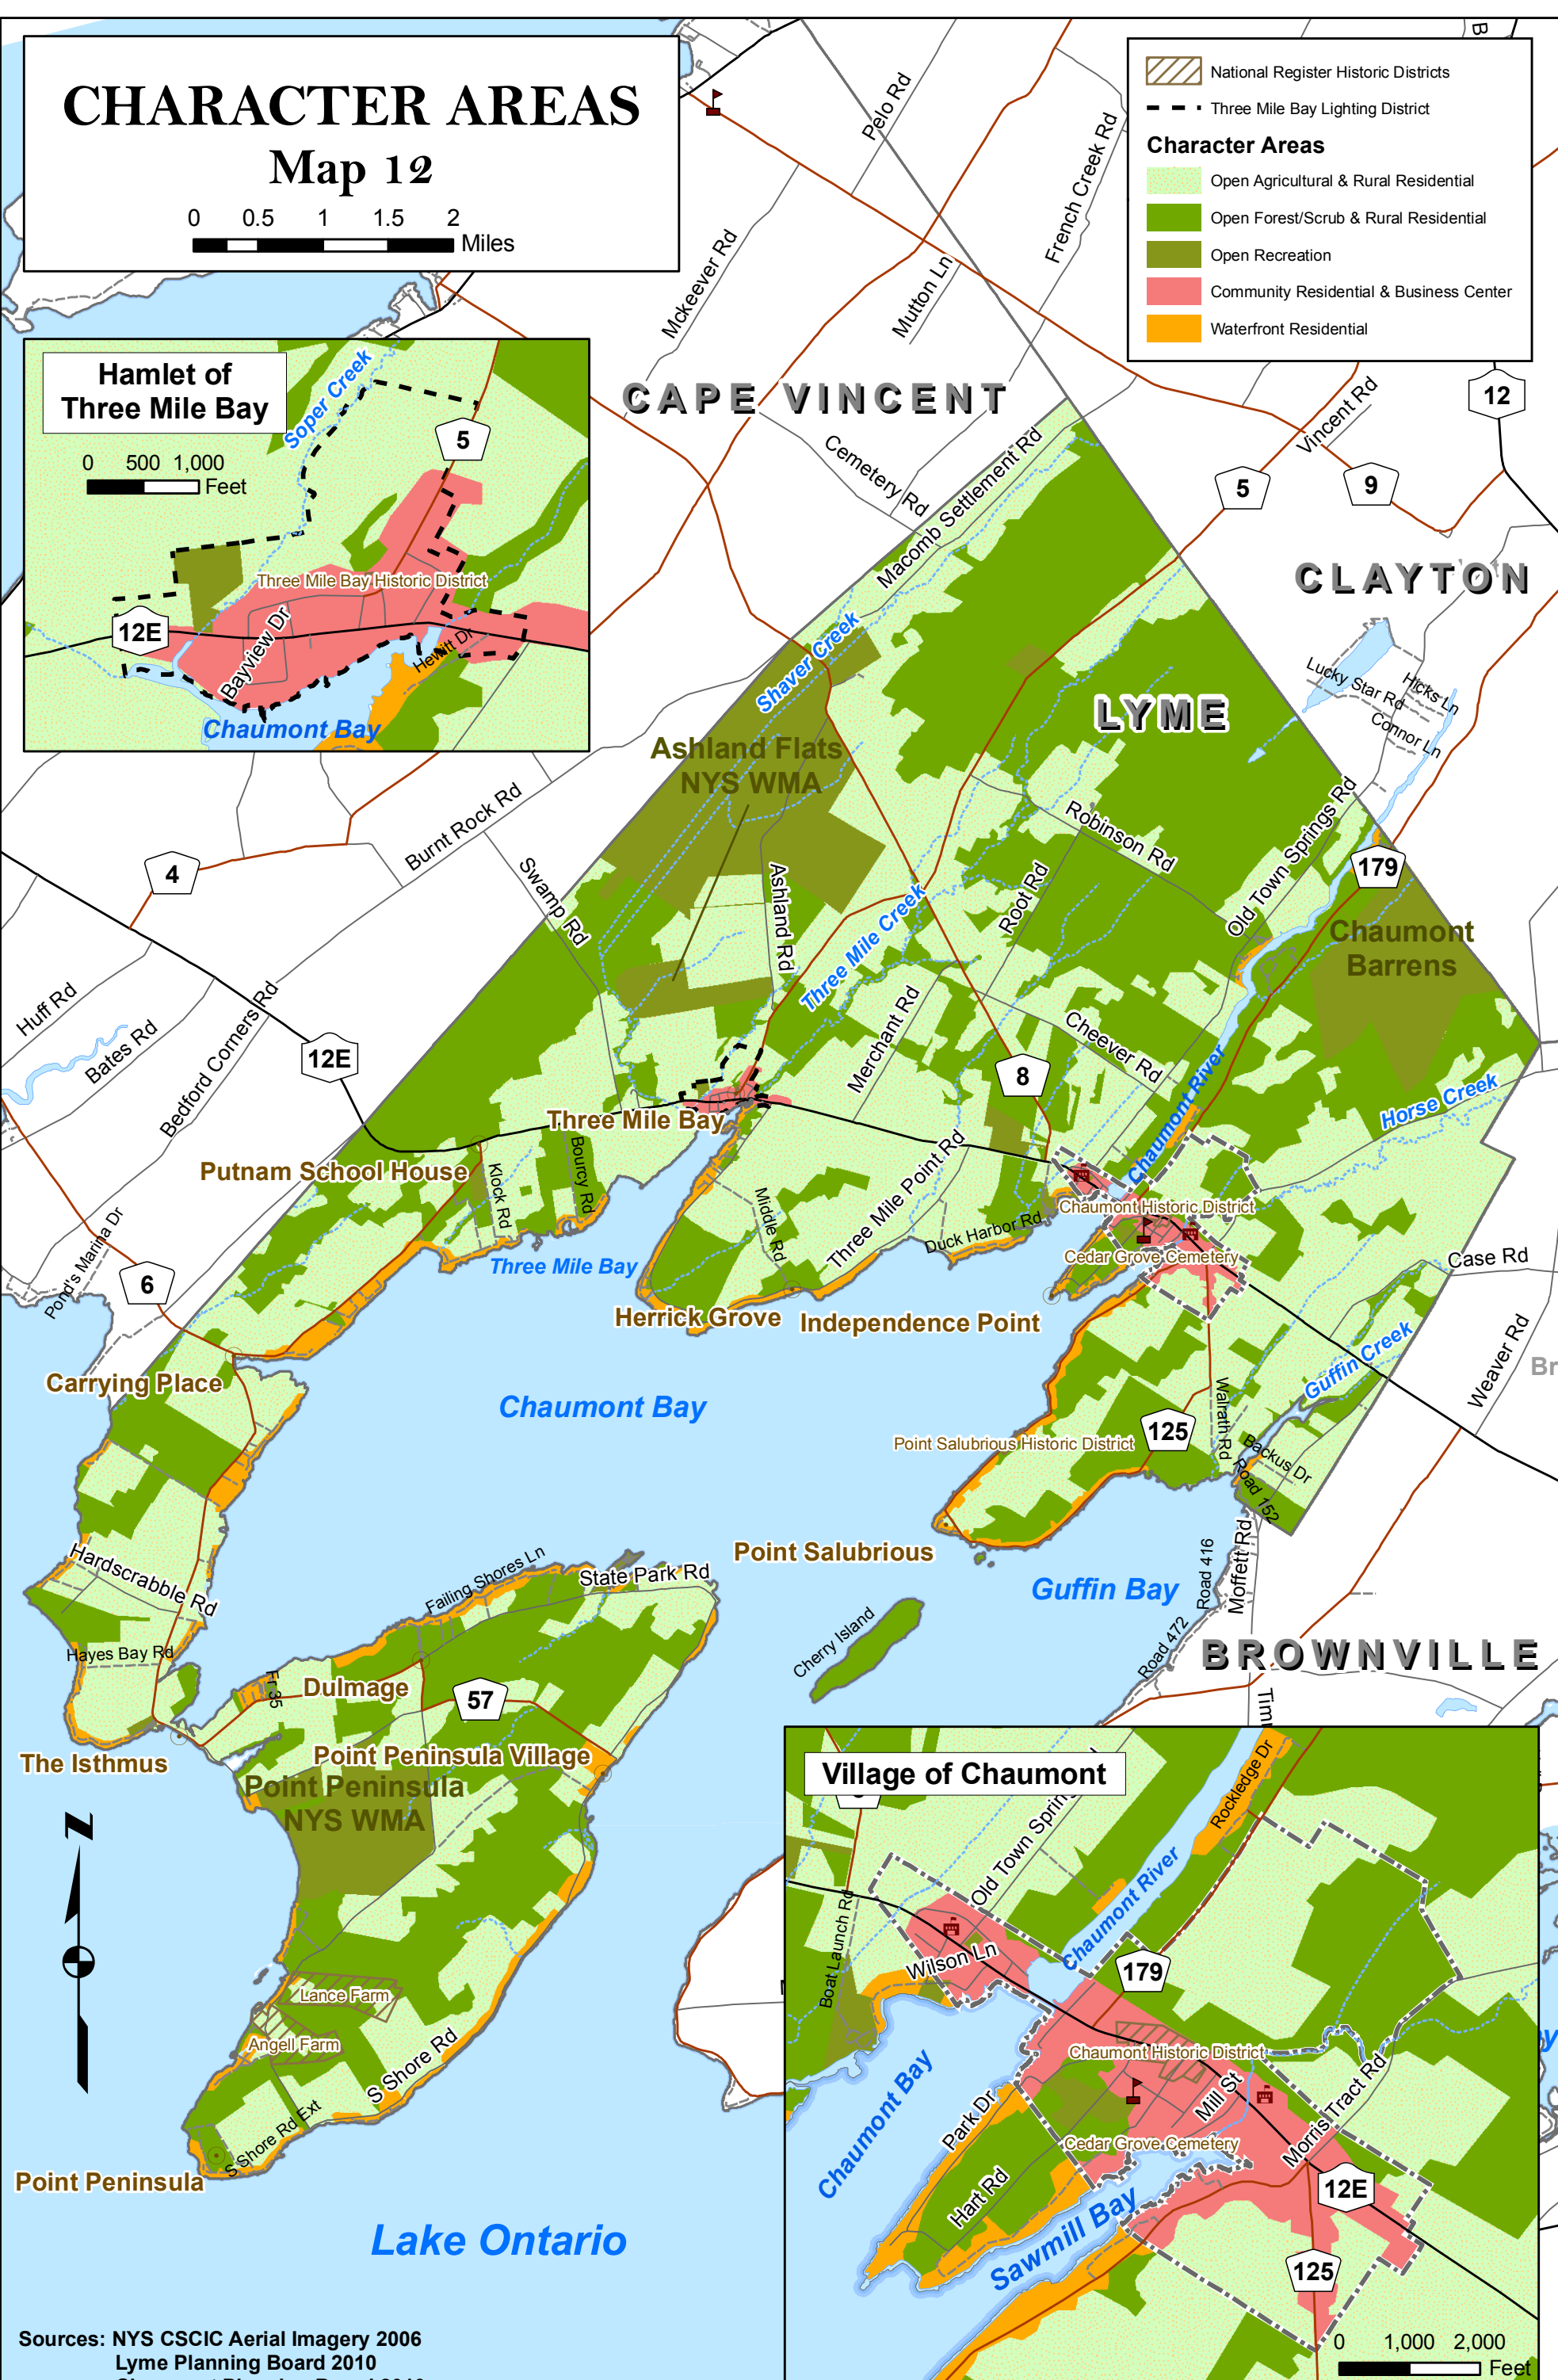 CHARACTER AREAS
Map 12
0 0.5 1 1.5 2
Miles
National Register Historic Districts
Three Mile Bay Lighting District
Character Areas
Open Agricultural & Rural Residential
Open Forest/Scrub & Rural Residential
Open Recreation
Community Residential & Business Center
Waterfront Residential
B
Pelo Rd
French Creek Rd
Mckeever Rd
Mutton Ln
CAPE VINCENT
Cemetery Rd
Macomb Settlement Rd
Vincent Rd
12
5
9
CLAYTON
Hamlet of
Three Mile Bay
0 500 1,000
Feet
Soper Creek
5
Three Mile Bay Historic District
12E
Bayview Dr
Hewitt Dr
Chaumont Bay
Shaver Creek
LYME
Lucky Star Rd
Hicks Ln
Connor Ln
Ashland Flats
NYS WMA
Burnt Rock Rd
4
Swamp Rd
Ashland Rd
Three Mile Creek
Robinson Rd
Root Rd
Old Town Springs Rd
179
Chaumont
Barrens
Huff Rd
Bates Rd
Bedford Corners Rd
12E
Merchant Rd
Cheever Rd
8
Chaumont River
Horse Creek
Three Mile Bay
Putnam School House
Klock Rd
Bourcy Rd
Middle Rd
Three Mile Point Rd
Duck Harbor Rd
Chaumont Historic District
Cedar Grove Cemetery
Case Rd
Pond's Marina Dr
6
Three Mile Bay
Herrick Grove
Independence Point
Guffin Creek
Weaver Rd
Br
Carrying Place
Chaumont Bay
Walrath Rd
125
Point Salubrious Historic District
Backus Dr
Road 152
Point Salubrious
Hardscrabble Rd
Failing Shores Ln
State Park Rd
Guffin Bay
Road 416
Moffett Rd
Hayes Bay Rd
Cherry Island
Road 472
BROWNVILLE
Fr 35
Dulmage
57
The Isthmus
Point Peninsula Village
Point Peninsula
NYS WMA
Z
Lance Farm
Angell Farm
S Shore Rd
S Shore Rd Ext
Point Peninsula
Lake Ontario
Village of Chaumont
Old Town Spring
Rockledge Dr
Chaumont River
Boat Launch Rd
Wilson Ln
179
Chaumont Historic District
Chaumont Bay
Park Dr
Mill St
Morris Tract Rd
Cedar Grove Cemetery
Hart Rd
Sawmill Bay
12E
125
0 1,000 2,000
Feet
Sources: NYS CSCIC Aerial Imagery 2006
Lyme Planning Board 2010